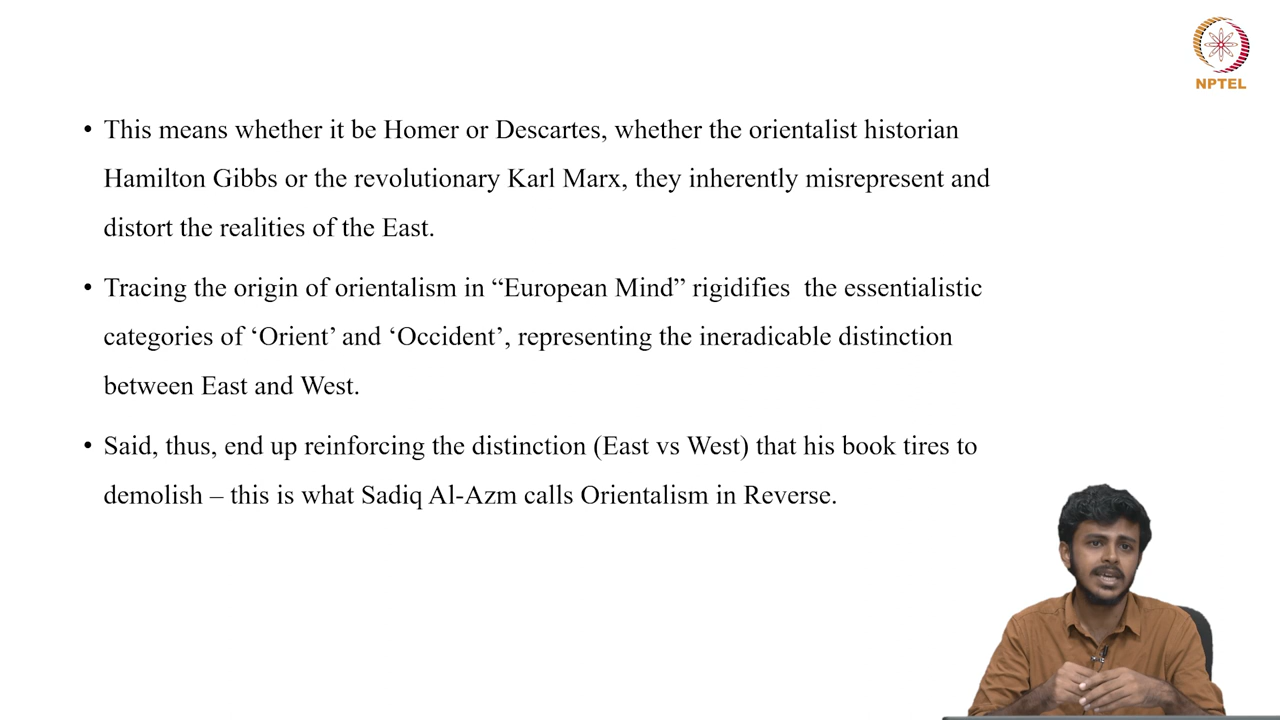 NPTEL
• This means whether it be Homer or Descartes, whether the orientalist historian
Hamilton Gibbs or the revolutionary Karl Marx, they inherently misrepresent and
distort the realities of the East.
• Tracing the origin of orientalism in “European Mind” rigidifies  the essentialistic
categories of ‘Orient’ and ‘Occident’, representing the ineradicable distinction
between East and West.
• Said, thus, end up reinforcing the distinction (East vs West) that his book tires to
demolish – this is what Sadiq Al-Azm calls Orientalism in Reverse.